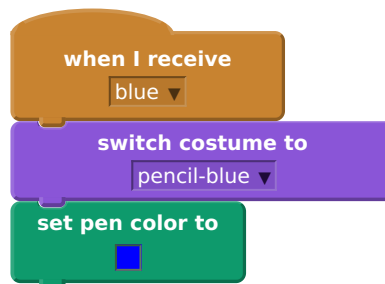 when I receive
blue ▼
switch costume to
pencil-blue ▼
set pen color to